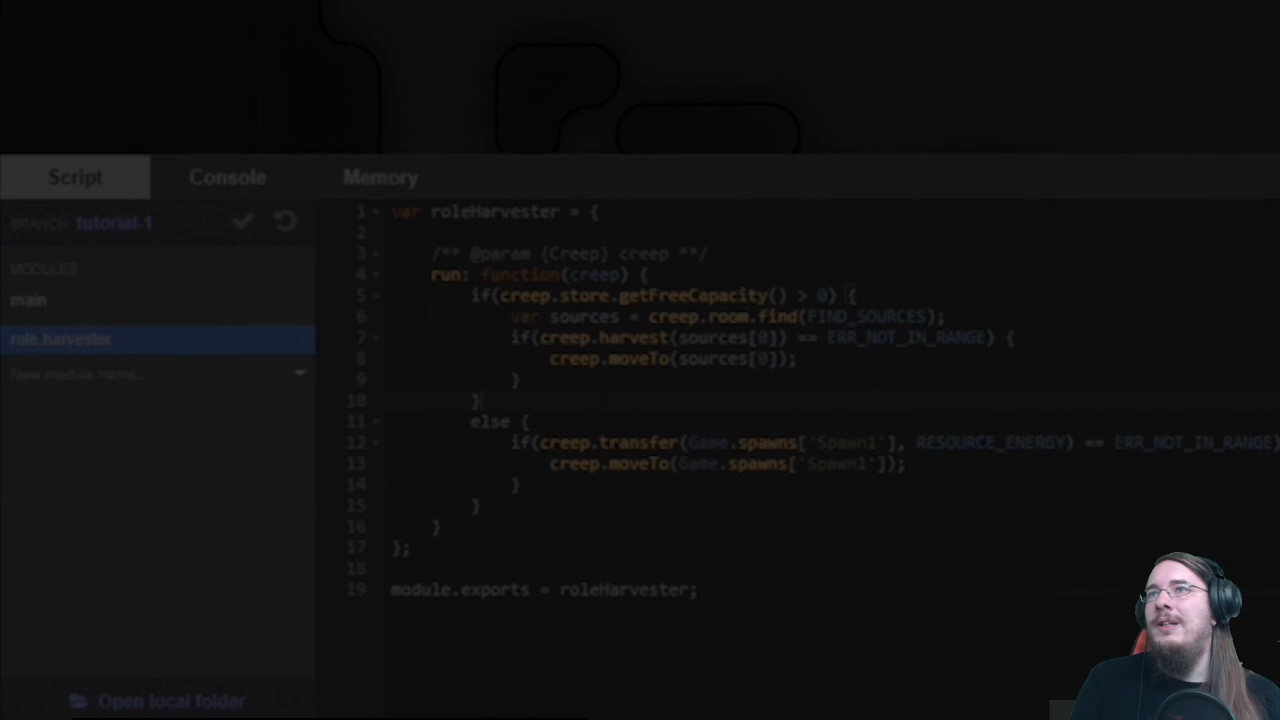 Script Console Memory
BRANCH: tutorial-1
MODULES
main
role.harvester
New module name...
Open local folder
1 var roleHarvester = {
2
3 /** @param {Creep} creep **/
4 run: function(creep) {
5 if(creep.store.getFreeCapacity() > 0) {
6 var sources = creep.room.find(FIND_SOURCES);
7 if(creep.harvest(sources[0]) == ERR_NOT_IN_RANGE) {
8 creep.moveTo(sources[0]);
9 }
10 }
11 else {
12 if(creep.transfer(Game.spawns['Spawn1'], RESOURCE_ENERGY) == ERR_NOT_IN_RANGE)
13 creep.moveTo(Game.spawns['Spawn1']);
14 }
15 }
16 }
17 };
18
19 module.exports = roleHarvester;